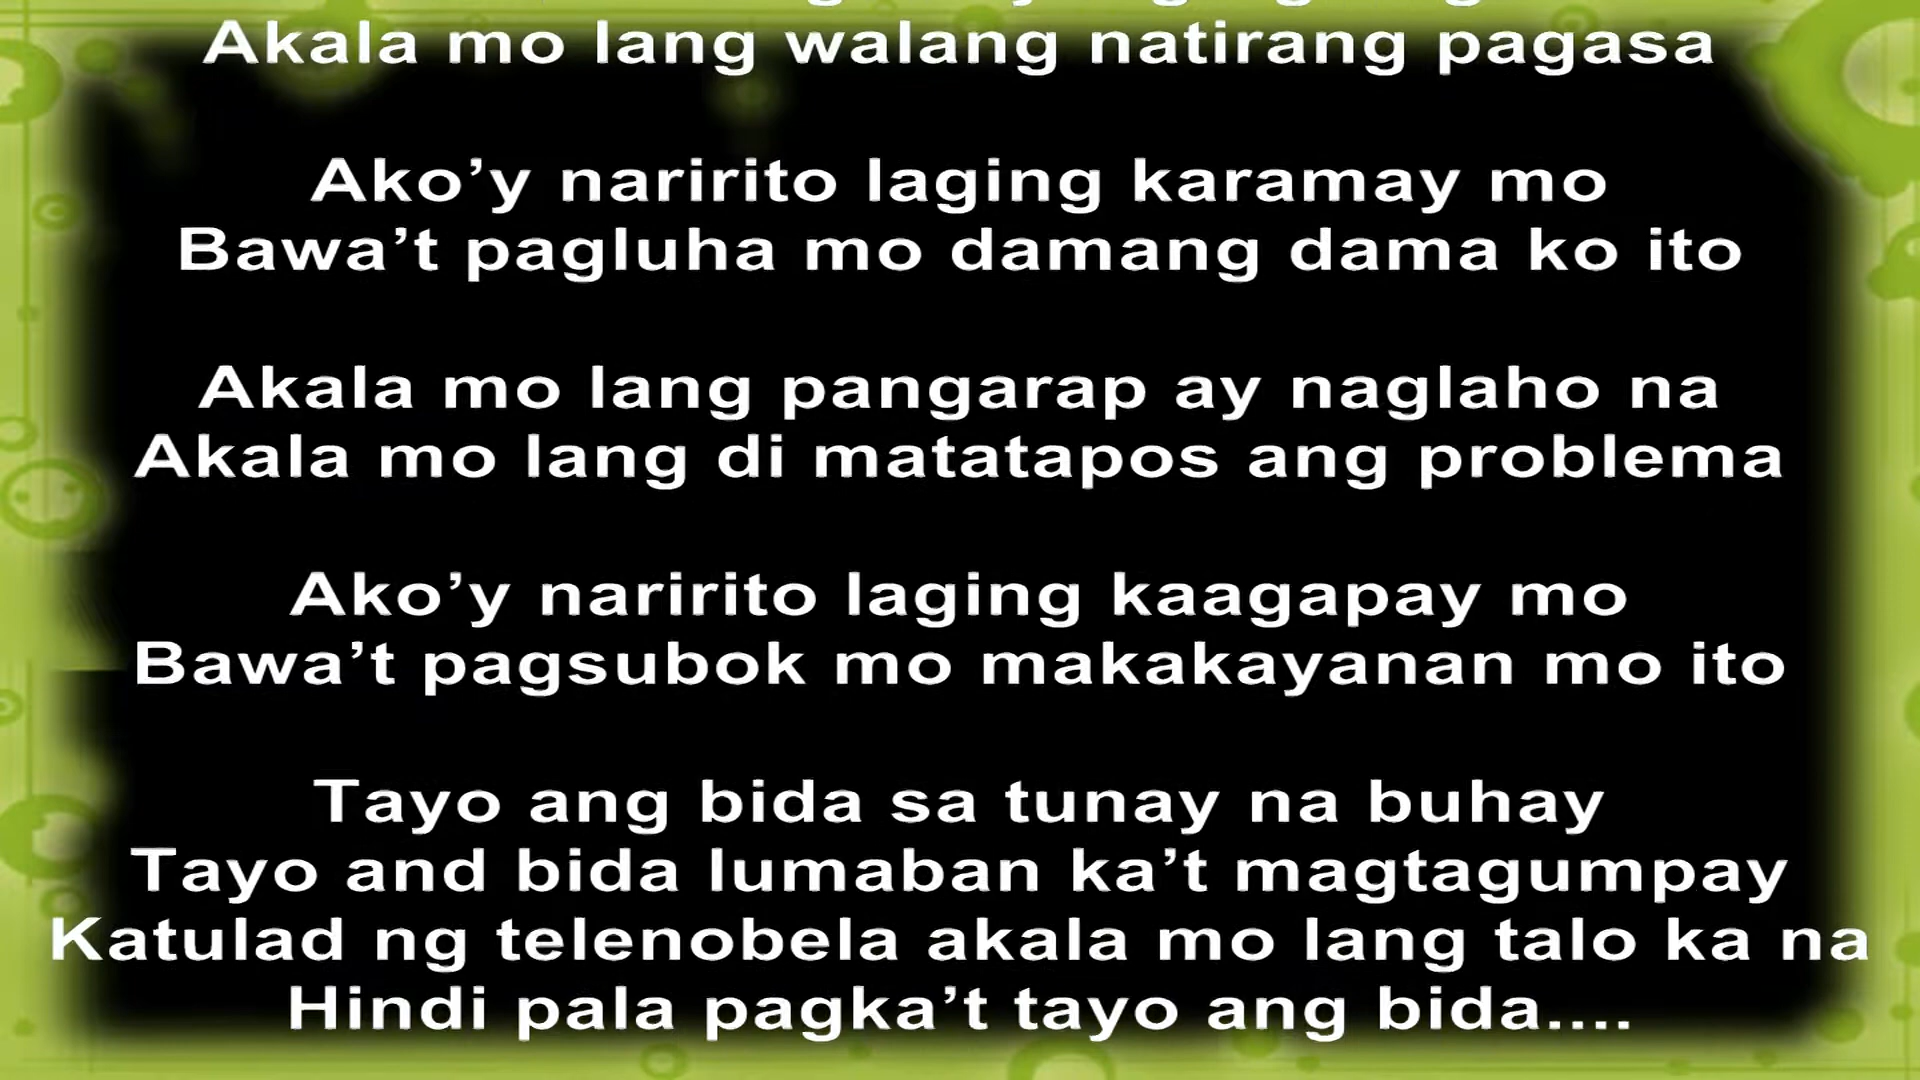 Akala mo lang walang natirang pagasa
Ako’y naririto laging karamay mo
Bawa’t pagluha mo damang dama ko ito
Akala mo lang pangarap ay naglaho na
Akala mo lang di matatapos ang problema
Ako’y naririto laging kaagapay mo
Bawa’t pagsubok mo makakayanan mo ito
Tayo ang bida sa tunay na buhay
Tayo and bida lumaban ka’t magtagumpay
Katulad ng telenobela akala mo lang talo ka na
Hindi pala pagka’t tayo ang bida....